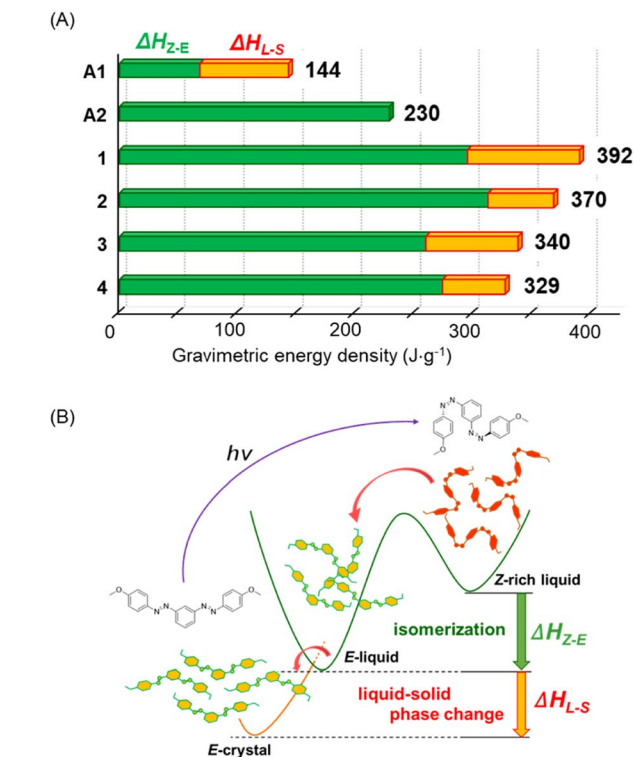 (A)
ΔHZ-E ΔHL-S
A1 144
A2 230
1 392
2 370
3 340
4 329
0 100 200 300 400
Gravimetric energy density (J·g-1)
(B)
hν
N N
O
N N
O
O
N N
N N
O
Z-rich liquid
isomerization ΔHZ-E
E-liquid
liquid-solid
phase change ΔHL-S
E-crystal